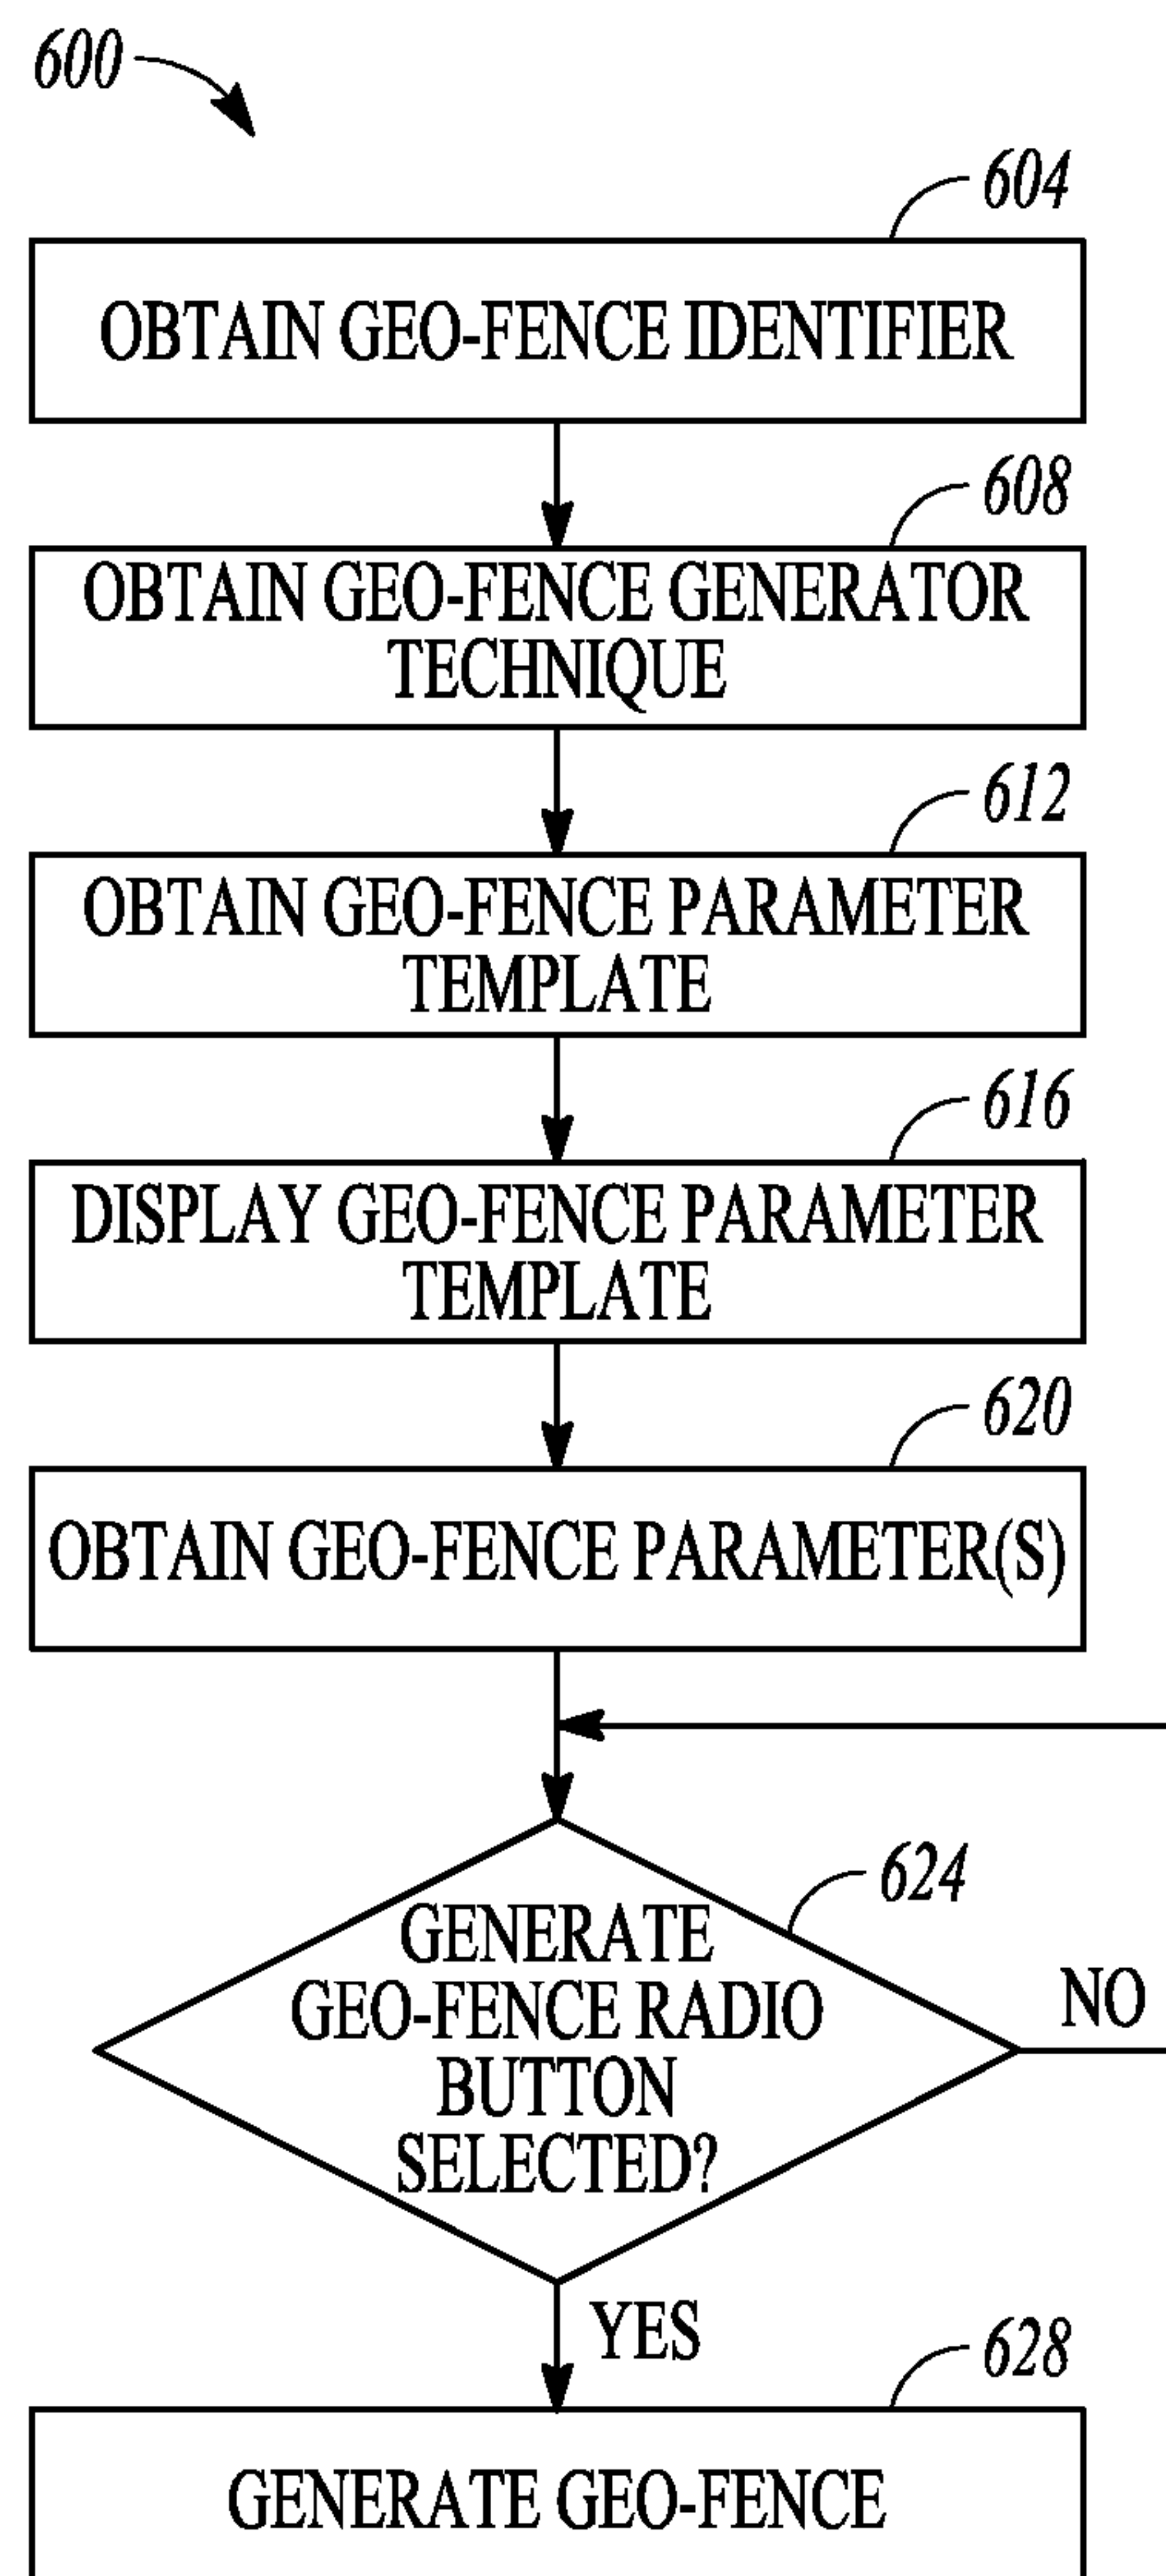 600
604
OBTAIN GEO-FENCE IDENTIFIER
608
OBTAIN GEO-FENCE GENERATOR
TECHNIQUE
612
OBTAIN GEO-FENCE PARAMETER
TEMPLATE
616
DISPLAY GEO-FENCE PARAMETER
TEMPLATE
620
OBTAIN GEO-FENCE PARAMETER(S)
624
GENERATE
GEO-FENCE RADIO
BUTTON
SELECTED?
NO
YES
628
GENERATE GEO-FENCE